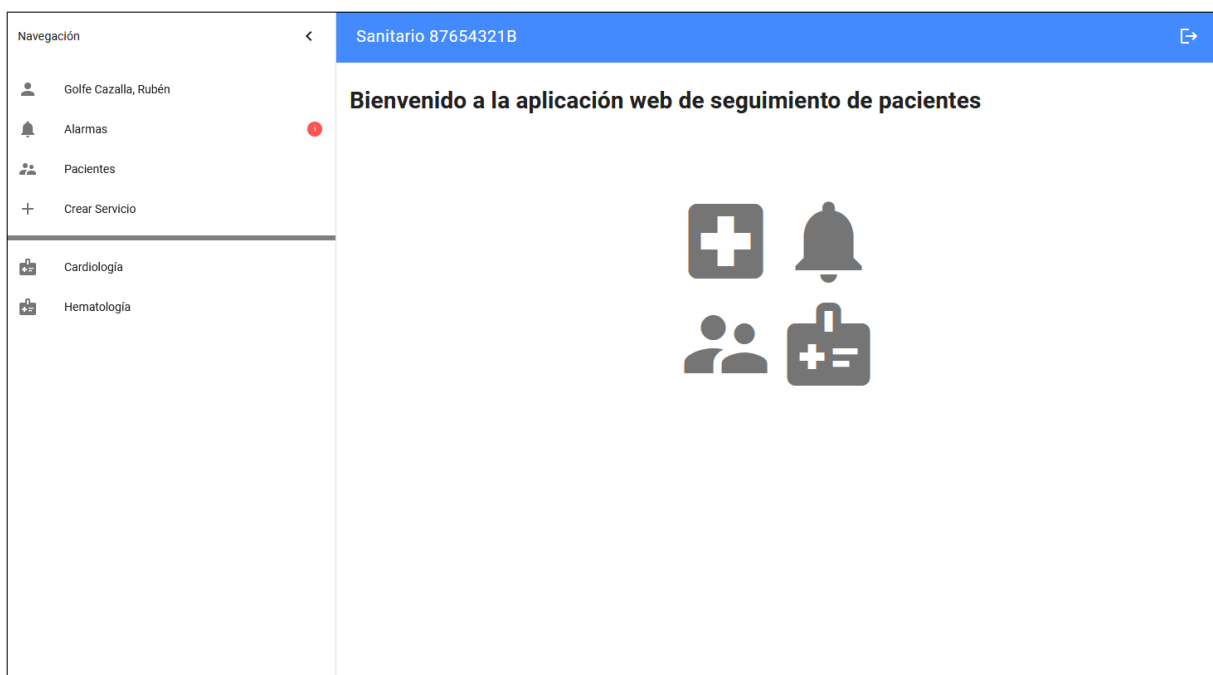 Navegación
Sanitario 87654321B
Golfe Cazalla, Rubén
Alarmas
1
Pacientes
Crear Servicio
Cardiología
Hematología
Bienvenido a la aplicación web de seguimiento de pacientes